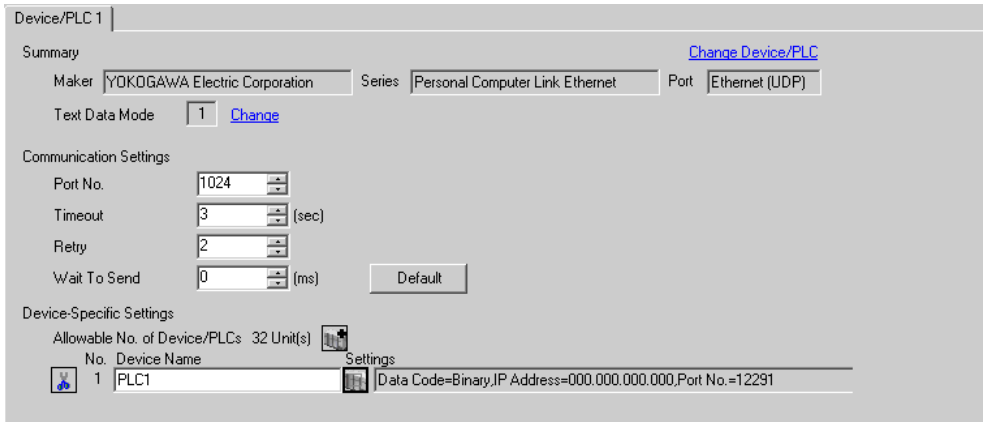 Device/PLC 1
Summary
Change Device/PLC
Maker YOKOGAWA Electric Corporation Series Personal Computer Link Ethernet Port Ethernet (UDP)
Text Data Mode 1 Change
Communication Settings
Port No. 1024
Timeout 3 (sec)
Retry 2
Wait To Send 0 (ms) Default
Device-Specific Settings
Allowable No. of Device/PLCs 32 Unit(s)
No. Device Name Settings
1 PLC1 Data Code=Binary,IP Address=000.000.000.000,Port No.=12291